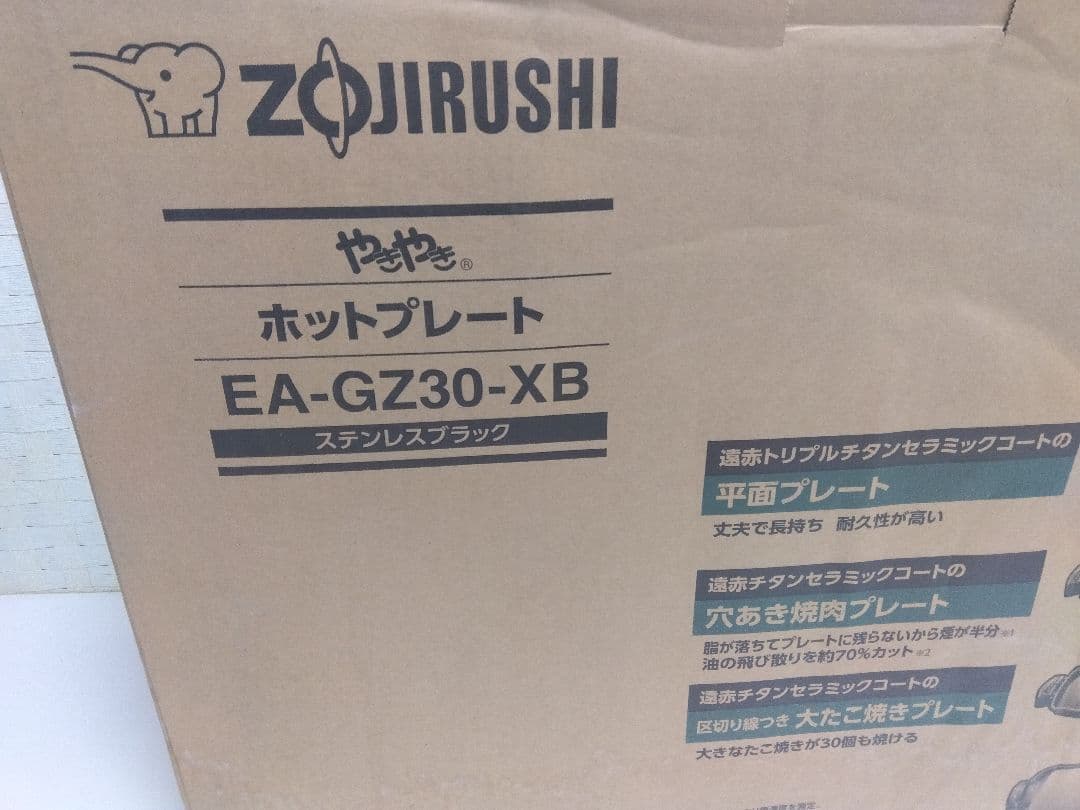 ZOJIRUSHI
やきやき®
ホットプレート
EA-GZ30-XB
ステンレスブラック
遠赤トリプルチタンセラミックコートの
平面プレート
丈夫で長持ち 耐久性が高い
遠赤チタンセラミックコートの
穴あき焼肉プレート
脂が落ちてプレートに残らないから煙が半分※1
油の飛び散りを約70%カット※2
遠赤チタンセラミックコートの
区切り線つき 大たこ焼きプレート
大きなたこ焼きが30個も焼ける